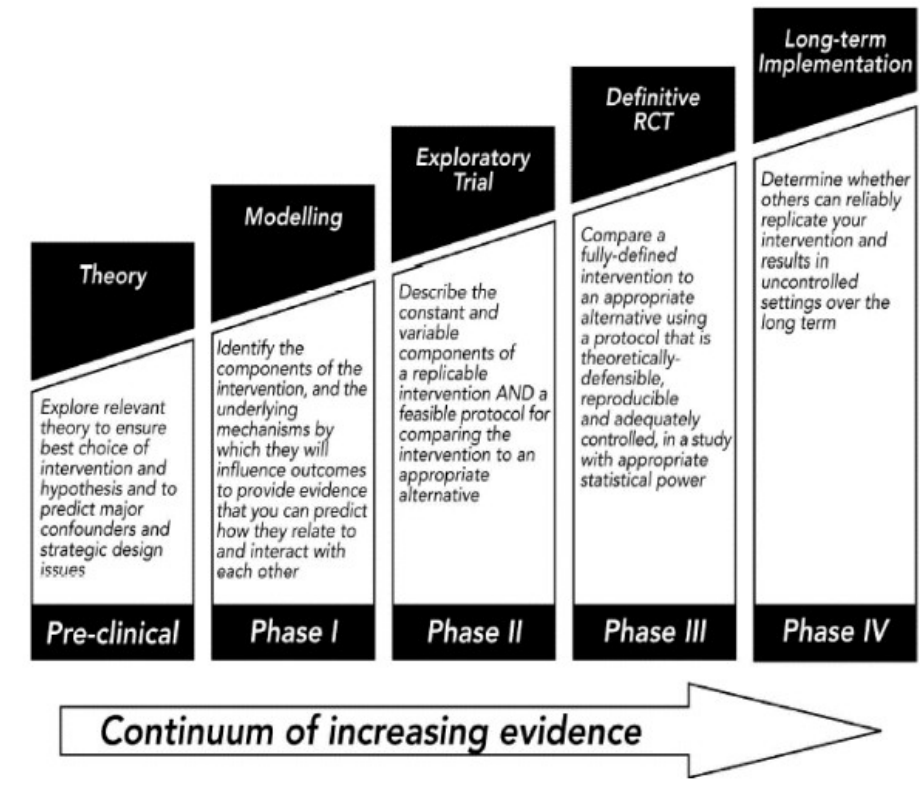 Theory
Explore relevant
theory to ensure
best choice of
intervention and
hypothesis and to
predict major
confounders and
strategic design
issues
Pre-clinical
Modelling
Identify the
components of the
intervention, and the
underlying
mechanisms by
which they will
influence outcomes
to provide evidence
that you can predict
how they relate to
and interact with
each other
Phase I
Exploratory
Trial
Describe the
constant and
variable
components of
a replicable
intervention AND a
feasible protocol for
comparing the
intervention to an
appropriate
alternative
Phase II
Definitive
RCT
Compare a
fully-defined
intervention to
an appropriate
alternative using
a protocol that is
theoretically-
defensible,
reproducible
and adequately
controlled, in a study
with appropriate
statistical power
Phase III
Long-term
Implementation
Determine whether
others can reliably
replicate your
intervention and
results in
uncontrolled
settings over the
long term
Phase IV
Continuum of increasing evidence